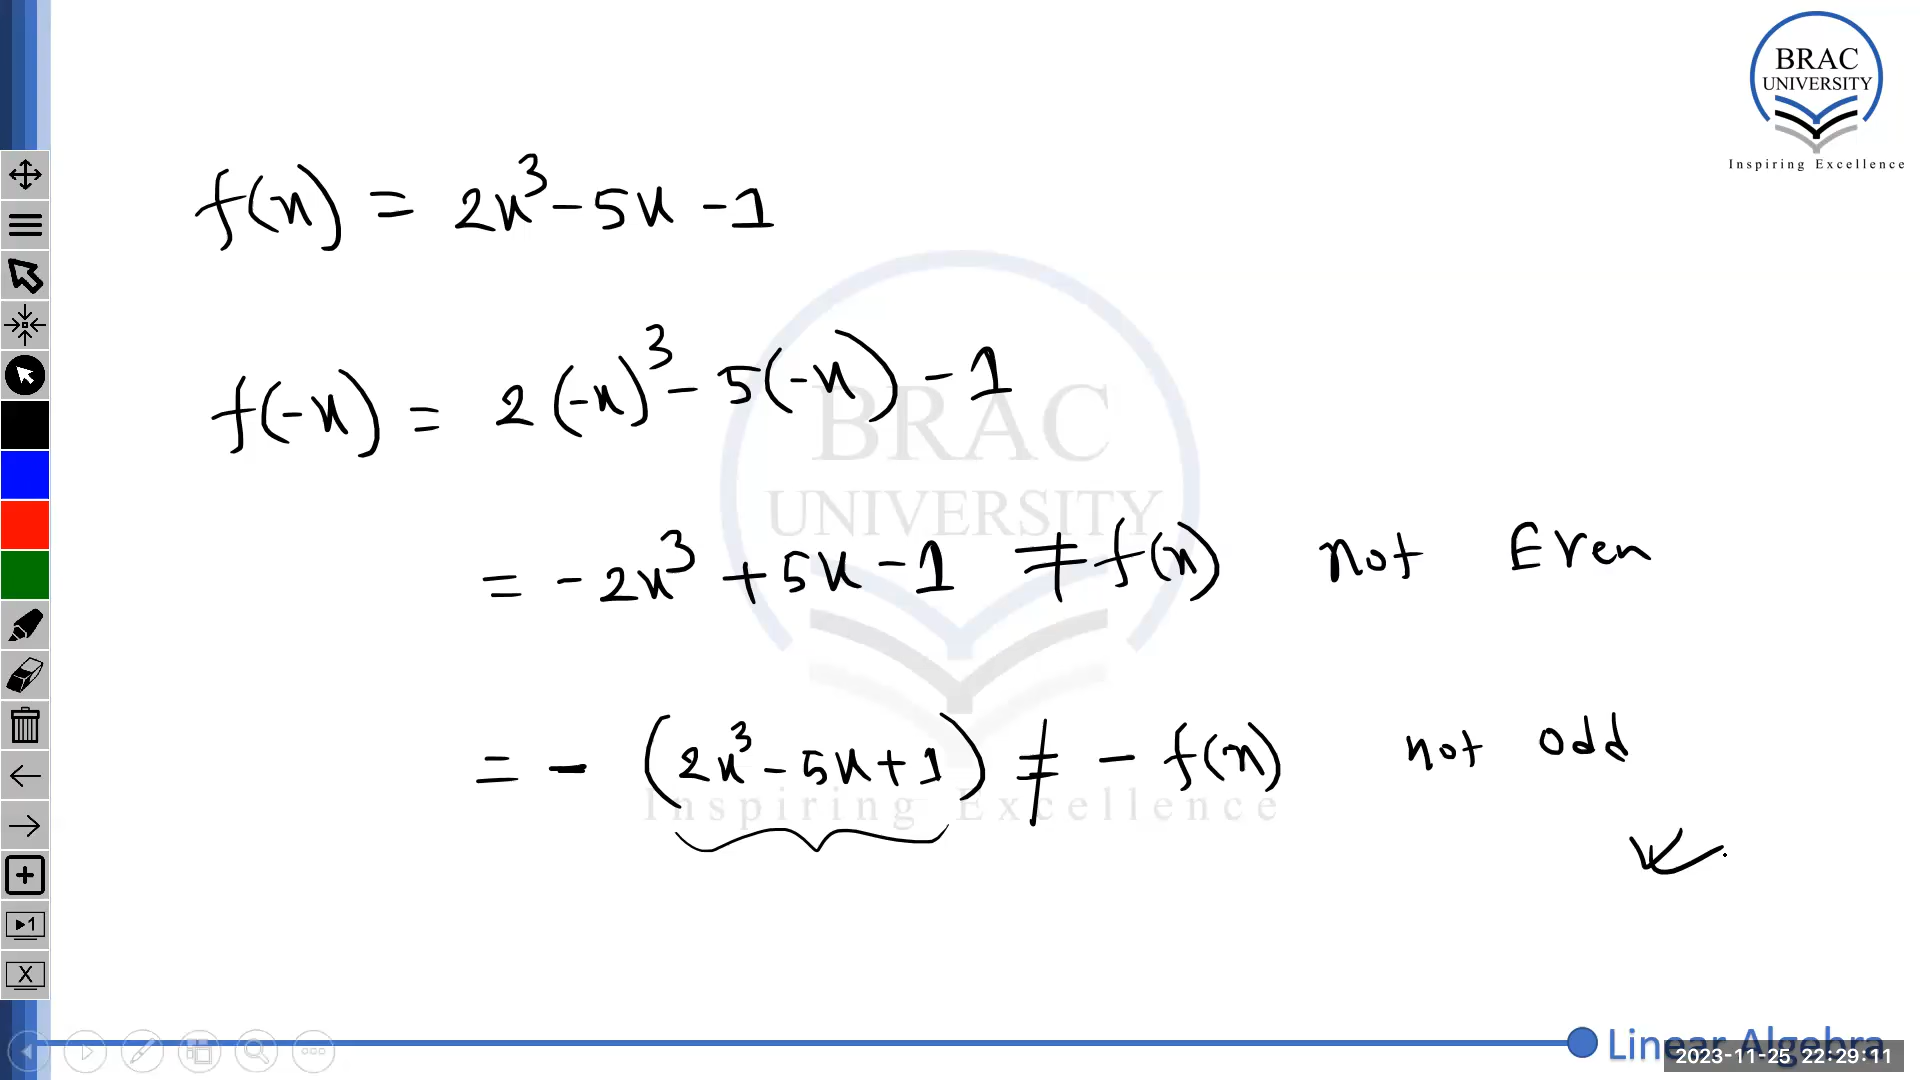 BRAC
UNIVERSITY
Inspiring Excellence
f(x) = 2x³ - 5x - 1
f(-x) = 2(-x)³ - 5(-x) - 1
= -2x³ + 5x - 1 ≠ f(x) not Even
= - (2x³ - 5x + 1) ≠ - f(x) not odd
BRAC
UNIVERSITY
Inspiring Excellence
Linear Algebra
2023-11-25 22:29:11